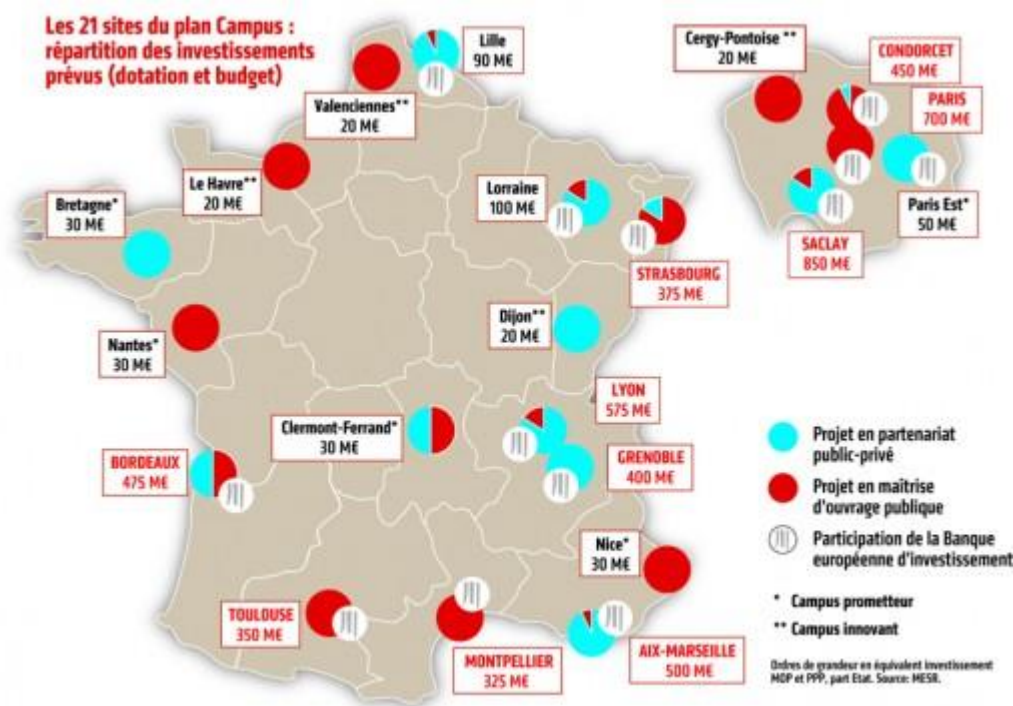 Les 21 sites du plan Campus :
répartition des investissements
prévus (dotation et budget)
Lille
90 M€
Valenciennes**
20 M€
Le Havre**
20 M€
Bretagne*
30 M€
Nantes*
30 M€
Lorraine
100 M€
STRASBOURG
375 M€
Dijon**
20 M€
LYON
575 M€
Clermont-Ferrand*
30 M€
GRENOBLE
400 M€
BORDEAUX
475 M€
Nice*
30 M€
TOULOUSE
350 M€
MONTPELLIER
325 M€
AIX-MARSEILLE
500 M€
Cergy-Pontoise **
20 M€
CONDORCET
450 M€
PARIS
700 M€
Paris Est*
50 M€
SACLAY
850 M€
Projet en partenariat
public-privé
Projet en maîtrise
d'ouvrage publique
Participation de la Banque
européenne d'investissement
* Campus prometteur
** Campus innovant
Ordres de grandeur en équivalent investissement
MOP et PPP, part Etat. Source: MESR.